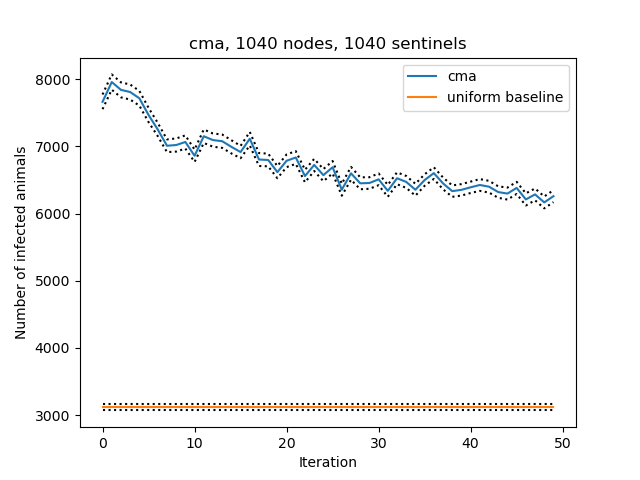 cma, 1040 nodes, 1040 sentinels
cma
uniform baseline
Number of infected animals
8000
7000
6000
5000
4000
3000
0 10 20 30 40 50
Iteration